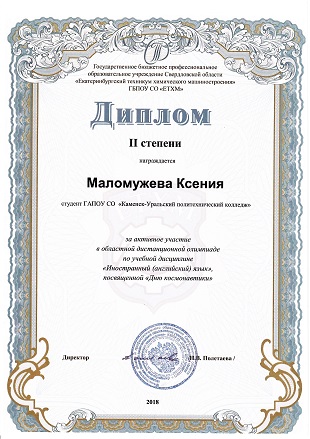 Государственное бюджетное профессиональное
образовательное учреждение Свердловской области
«Екатеринбургский техникум химического машиностроения»
ГБПОУ СО «ЕТХМ»
Диплом
II степени
награждается
Маломужева Ксения
студент ГАПОУ СО «Каменск-Уральский политехнический колледж»
за активное участие
в областной дистанционной олимпиаде
по учебной дисциплине
«Иностранный (английский) язык»,
посвященной «Дню космонавтики»
Директор И.В. Полетаева /
2018